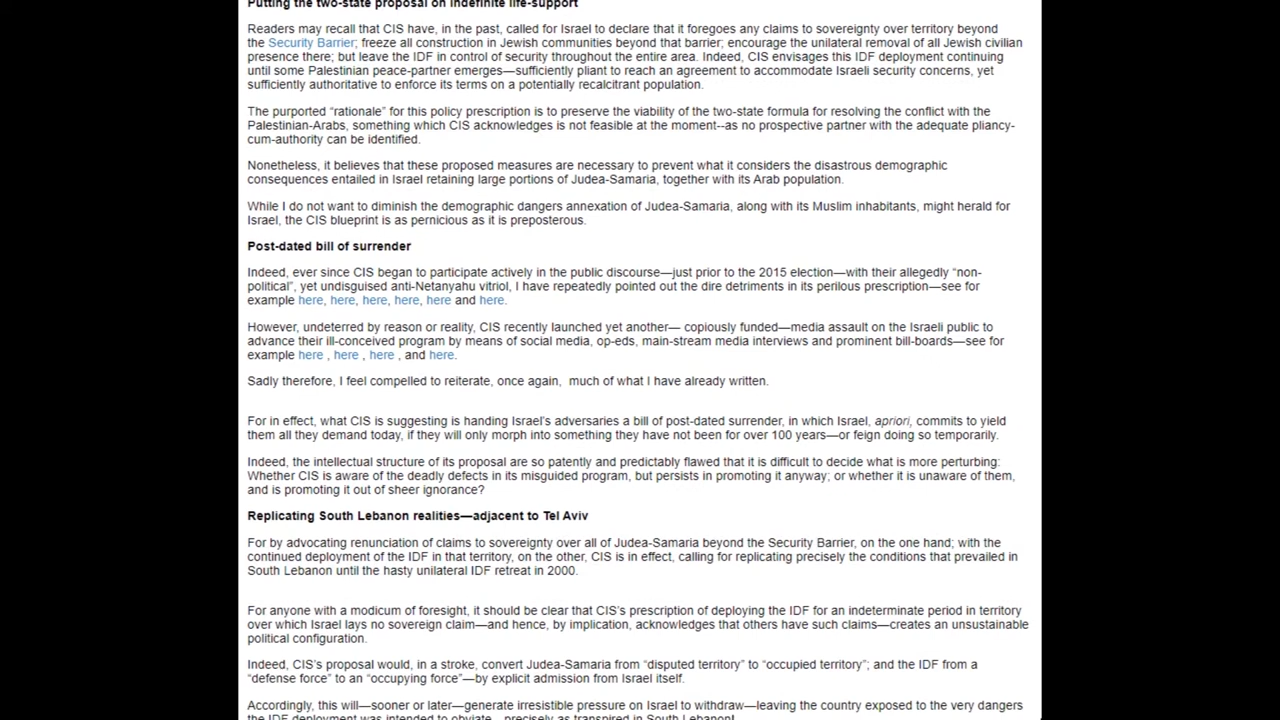 Putting the two-state proposal on indefinite life-support
Readers may recall that CIS have, in the past, called for Israel to declare that it foregoes any claims to sovereignty over territory beyond
the Security Barrier; freeze all construction in Jewish communities beyond that barrier; encourage the unilateral removal of all Jewish civilian
presence there; but leave the IDF in control of security throughout the entire area. Indeed, CIS envisages this IDF deployment continuing
until some Palestinian peace-partner emerges—sufficiently pliant to reach an agreement to accommodate Israeli security concerns, yet
sufficiently authoritative to enforce its terms on a potentially recalcitrant population.
The purported “rationale” for this policy prescription is to preserve the viability of the two-state formula for resolving the conflict with the
Palestinian-Arabs, something which CIS acknowledges is not feasible at the moment--as no prospective partner with the adequate pliancy-
cum-authority can be identified.
Nonetheless, it believes that these proposed measures are necessary to prevent what it considers the disastrous demographic
consequences entailed in Israel retaining large portions of Judea-Samaria, together with its Arab population.
While I do not want to diminish the demographic dangers annexation of Judea-Samaria, along with its Muslim inhabitants, might herald for
Israel, the CIS blueprint is as pernicious as it is preposterous.
Post-dated bill of surrender
Indeed, ever since CIS began to participate actively in the public discourse—just prior to the 2015 election—with their allegedly “non-
political”, yet undisguised anti-Netanyahu vitriol, I have repeatedly pointed out the dire detriments in its perilous prescription—see for
example here, here, here, here, here and here.
However, undeterred by reason or reality, CIS recently launched yet another— copiously funded—media assault on the Israeli public to
advance their ill-conceived program by means of social media, op-eds, main-stream media interviews and prominent bill-boards—see for
example here , here , here , and here.
Sadly therefore, I feel compelled to reiterate, once again,  much of what I have already written.
For in effect, what CIS is suggesting is handing Israel’s adversaries a bill of post-dated surrender, in which Israel, apriori, commits to yield
them all they demand today, if they will only morph into something they have not been for over 100 years—or feign doing so temporarily.
Indeed, the intellectual structure of its proposal are so patently and predictably flawed that it is difficult to decide what is more perturbing:
Whether CIS is aware of the deadly defects in its misguided program, but persists in promoting it anyway; or whether it is unaware of them,
and is promoting it out of sheer ignorance?
Replicating South Lebanon realities—adjacent to Tel Aviv
For by advocating renunciation of claims to sovereignty over all of Judea-Samaria beyond the Security Barrier, on the one hand; with the
continued deployment of the IDF in that territory, on the other, CIS is in effect, calling for replicating precisely the conditions that prevailed in
South Lebanon until the hasty unilateral IDF retreat in 2000.
For anyone with a modicum of foresight, it should be clear that CIS’s prescription of deploying the IDF for an indeterminate period in territory
over which Israel lays no sovereign claim—and hence, by implication, acknowledges that others have such claims—creates an unsustainable
political configuration.
Indeed, CIS’s proposal would, in a stroke, convert Judea-Samaria from “disputed territory” to “occupied territory”; and the IDF from a
“defense force” to an “occupying force”—by explicit admission from Israel itself.
Accordingly, this will—sooner or later—generate irresistible pressure on Israel to withdraw—leaving the country exposed to the very dangers
the IDF deployment was intended to obviate—precisely as transpired in South Lebanon!